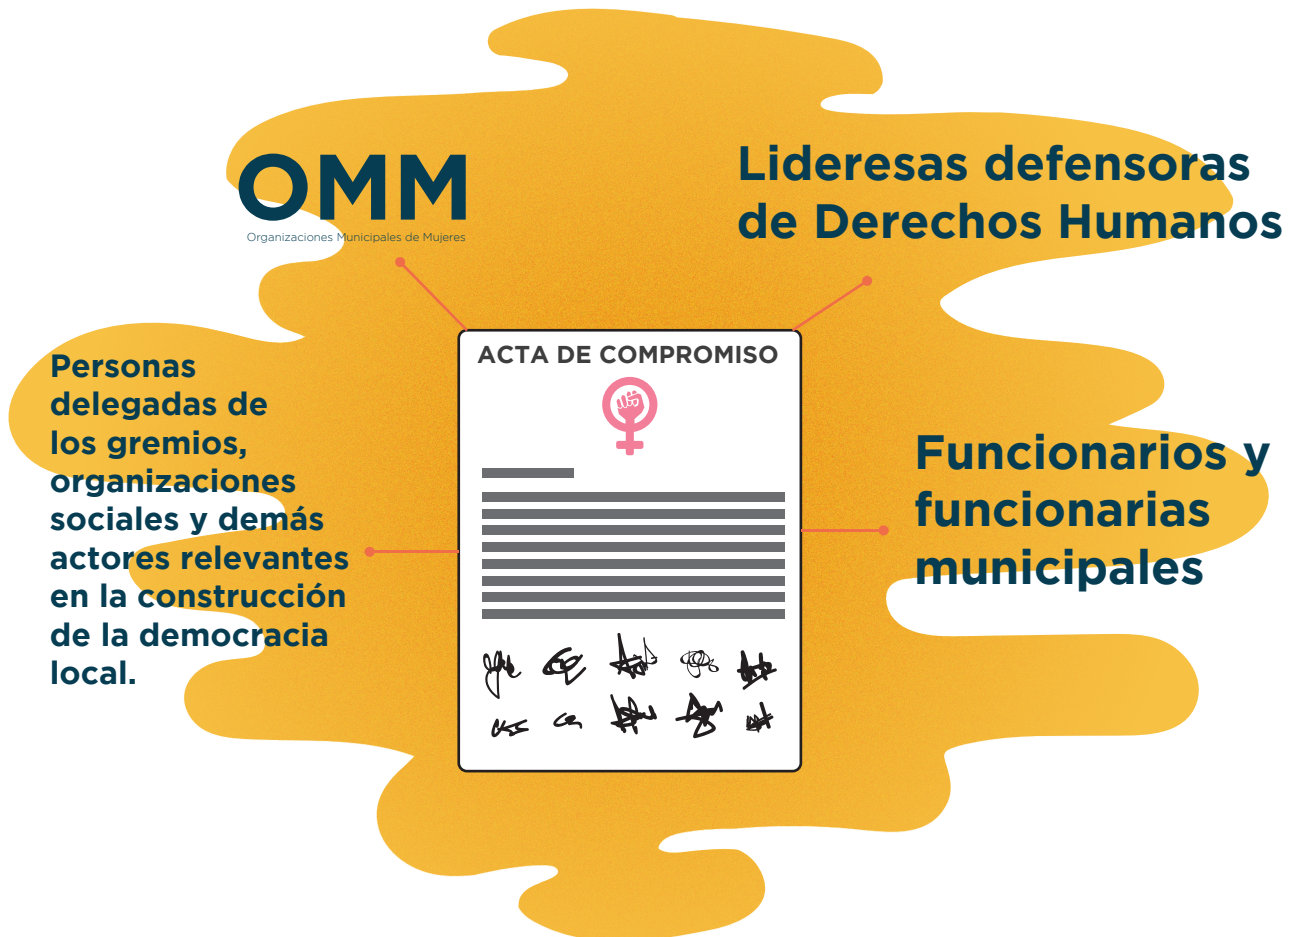 OMM
Organizaciones Municipales de Mujeres
Lideresas defensoras
de Derechos Humanos
Personas
delegadas de
los gremios,
organizaciones
sociales y demás
actores relevantes
en la construcción
de la democracia
local.
ACTA DE COMPROMISO
Funcionarios y
funcionarias
municipales